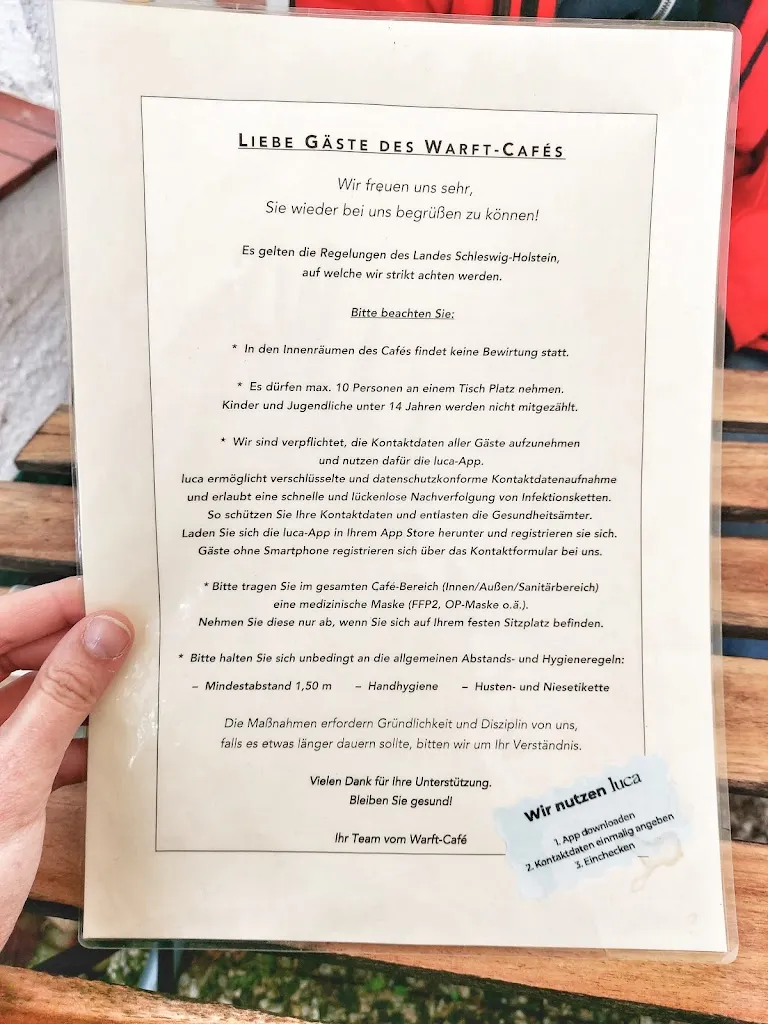 Liebe Gäste des Warft-Cafés
Wir freuen uns sehr,
Sie wieder bei uns begrüßen zu können!
Es gelten die Regelungen des Landes Schleswig-Holstein,
auf welche wir strikt achten werden.
Bitte beachten Sie:
* In den Innenräumen des Cafés findet keine Bewirtung statt.
* Es dürfen max. 10 Personen an einem Tisch Platz nehmen.
Kinder und Jugendliche unter 14 Jahren werden nicht mitgezählt.
* Wir sind verpflichtet, die Kontaktdaten aller Gäste aufzunehmen
und nutzen dafür die luca-App.
luca ermöglicht verschlüsselte und datenschutzkonforme Kontaktdatenaufnahme
und erlaubt eine schnelle und lückenlose Nachverfolgung von Infektionsketten.
So schützen Sie Ihre Kontaktdaten und entlasten die Gesundheitsämter.
Laden Sie sich die luca-App in Ihrem App Store herunter und registrieren sie sich.
Gäste ohne Smartphone registrieren sich über das Kontaktformular bei uns.
* Bitte tragen Sie im gesamten Café-Bereich (Innen/Außen/Sanitärbereich)
eine medizinische Maske (FFP2, OP-Maske o.ä.).
Nehmen Sie diese nur ab, wenn Sie sich auf Ihrem festen Sitzplatz befinden.
* Bitte halten Sie sich unbedingt an die allgemeinen Abstands- und Hygieneregeln:
– Mindestabstand 1,50 m – Handhygiene – Husten- und Niesetikette
Die Maßnahmen erfordern Gründlichkeit und Disziplin von uns,
falls es etwas länger dauern sollte, bitten wir um Ihr Verständnis.
Vielen Dank für Ihre Unterstützung.
Bleiben Sie gesund!
Ihr Team vom Warft-Café
Wir nutzen luca
1. App downloaden
2. Kontaktdaten einmalig angeben
3. Einchecken